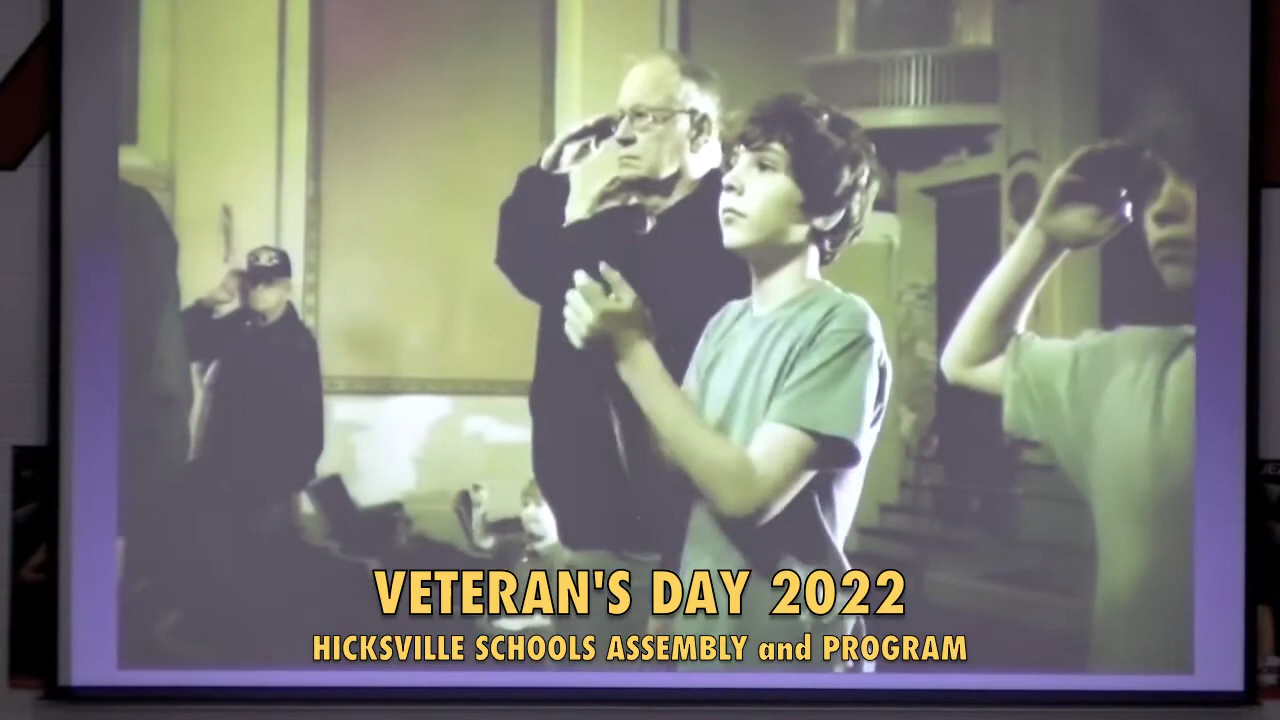 VETERAN'S DAY 2022
HICKSVILLE SCHOOLS ASSEMBLY and PROGRAM